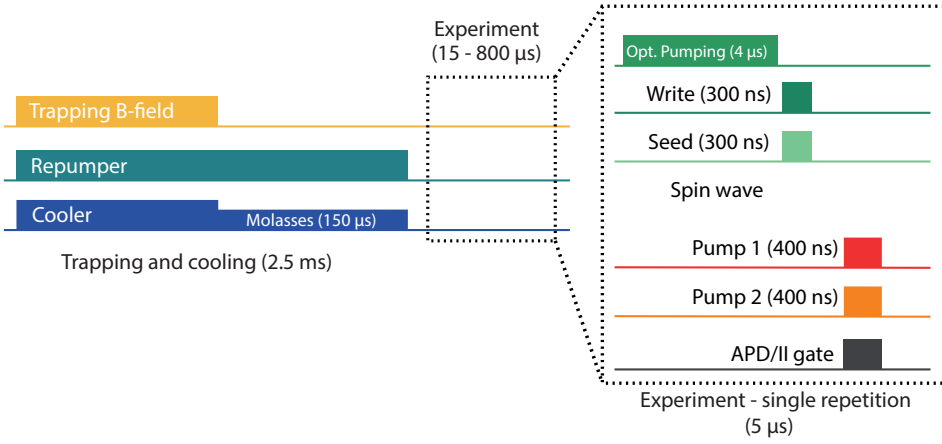 Experiment
(15 - 800 µs)
Trapping B-field
Repumper
Cooler
Molasses (150 µs)
Trapping and cooling (2.5 ms)
Opt. Pumping (4 µs)
Write (300 ns)
Seed (300 ns)
Spin wave
Pump 1 (400 ns)
Pump 2 (400 ns)
APD/II gate
Experiment - single repetition
(5 µs)